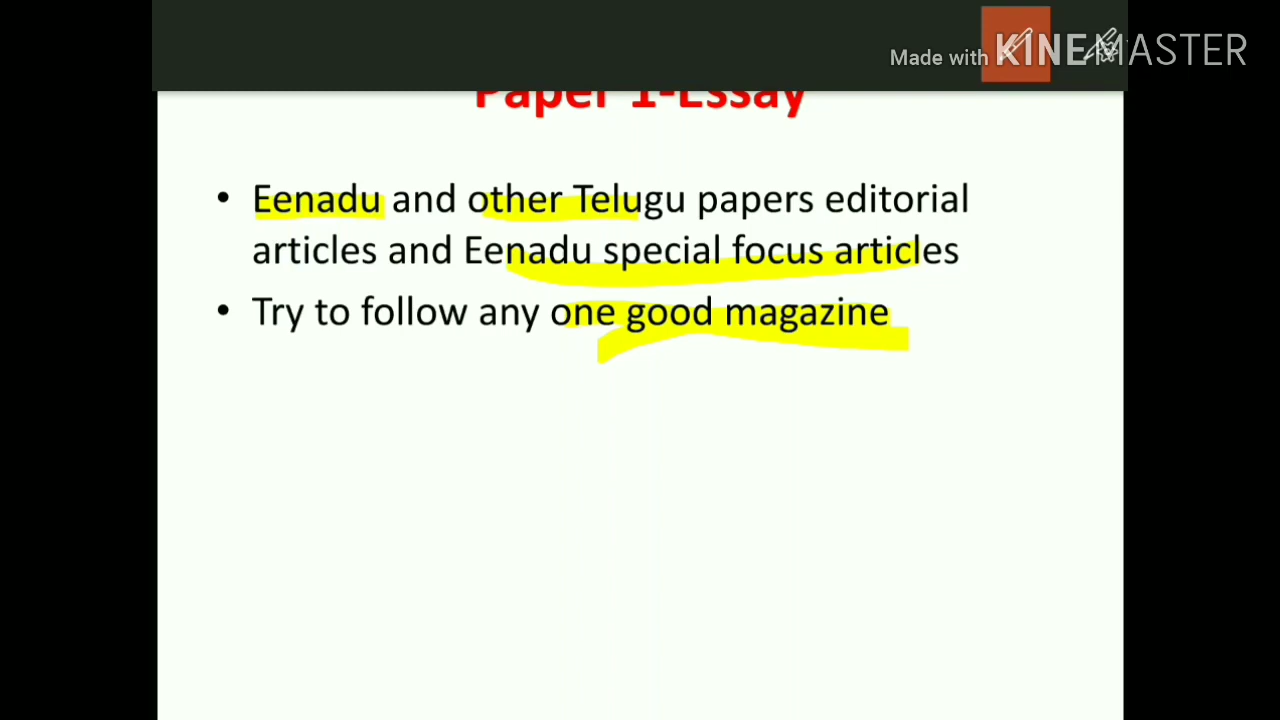 Made with KINEMASTER
Paper 1-Essay
• Eenadu and other Telugu papers editorial
articles and Eenadu special focus articles
• Try to follow any one good magazine